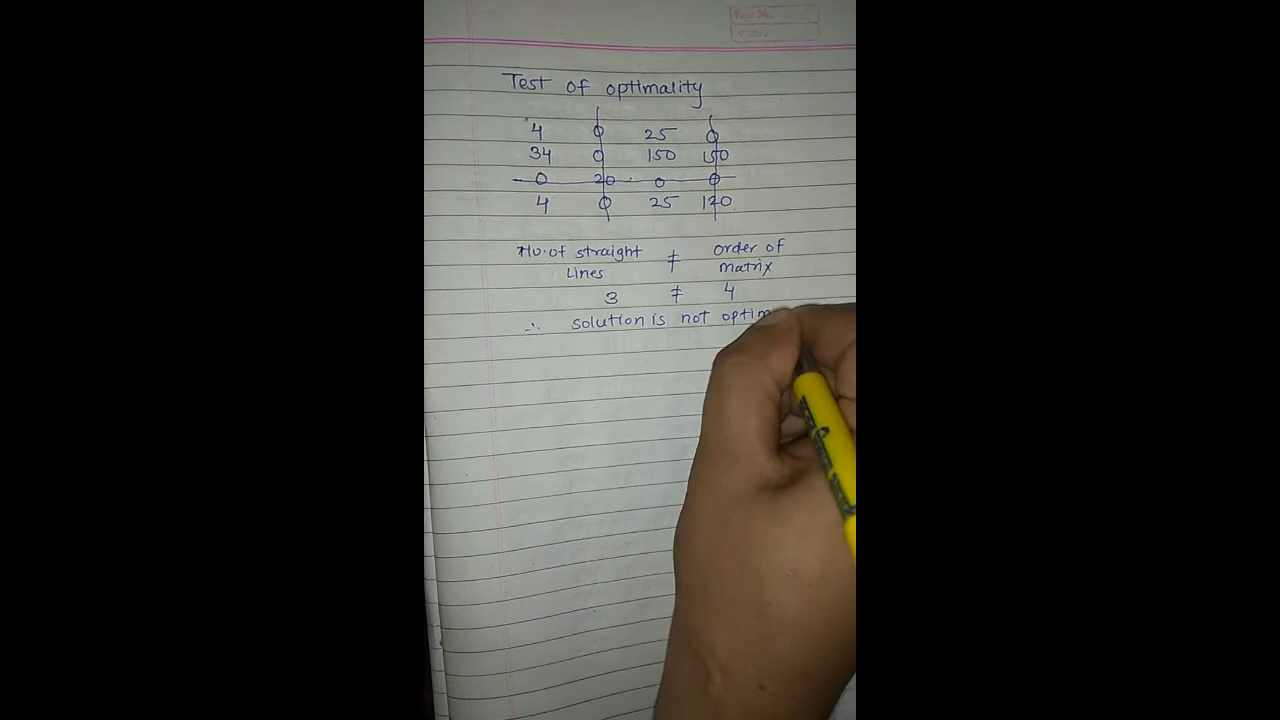 Test of optimality
4 0 25 0
34 0 150 150
0 20 0 0
4 0 25 120
No. of straight ≠ order of
Lines matrix
3 ≠ 4
∴ solution is not optim